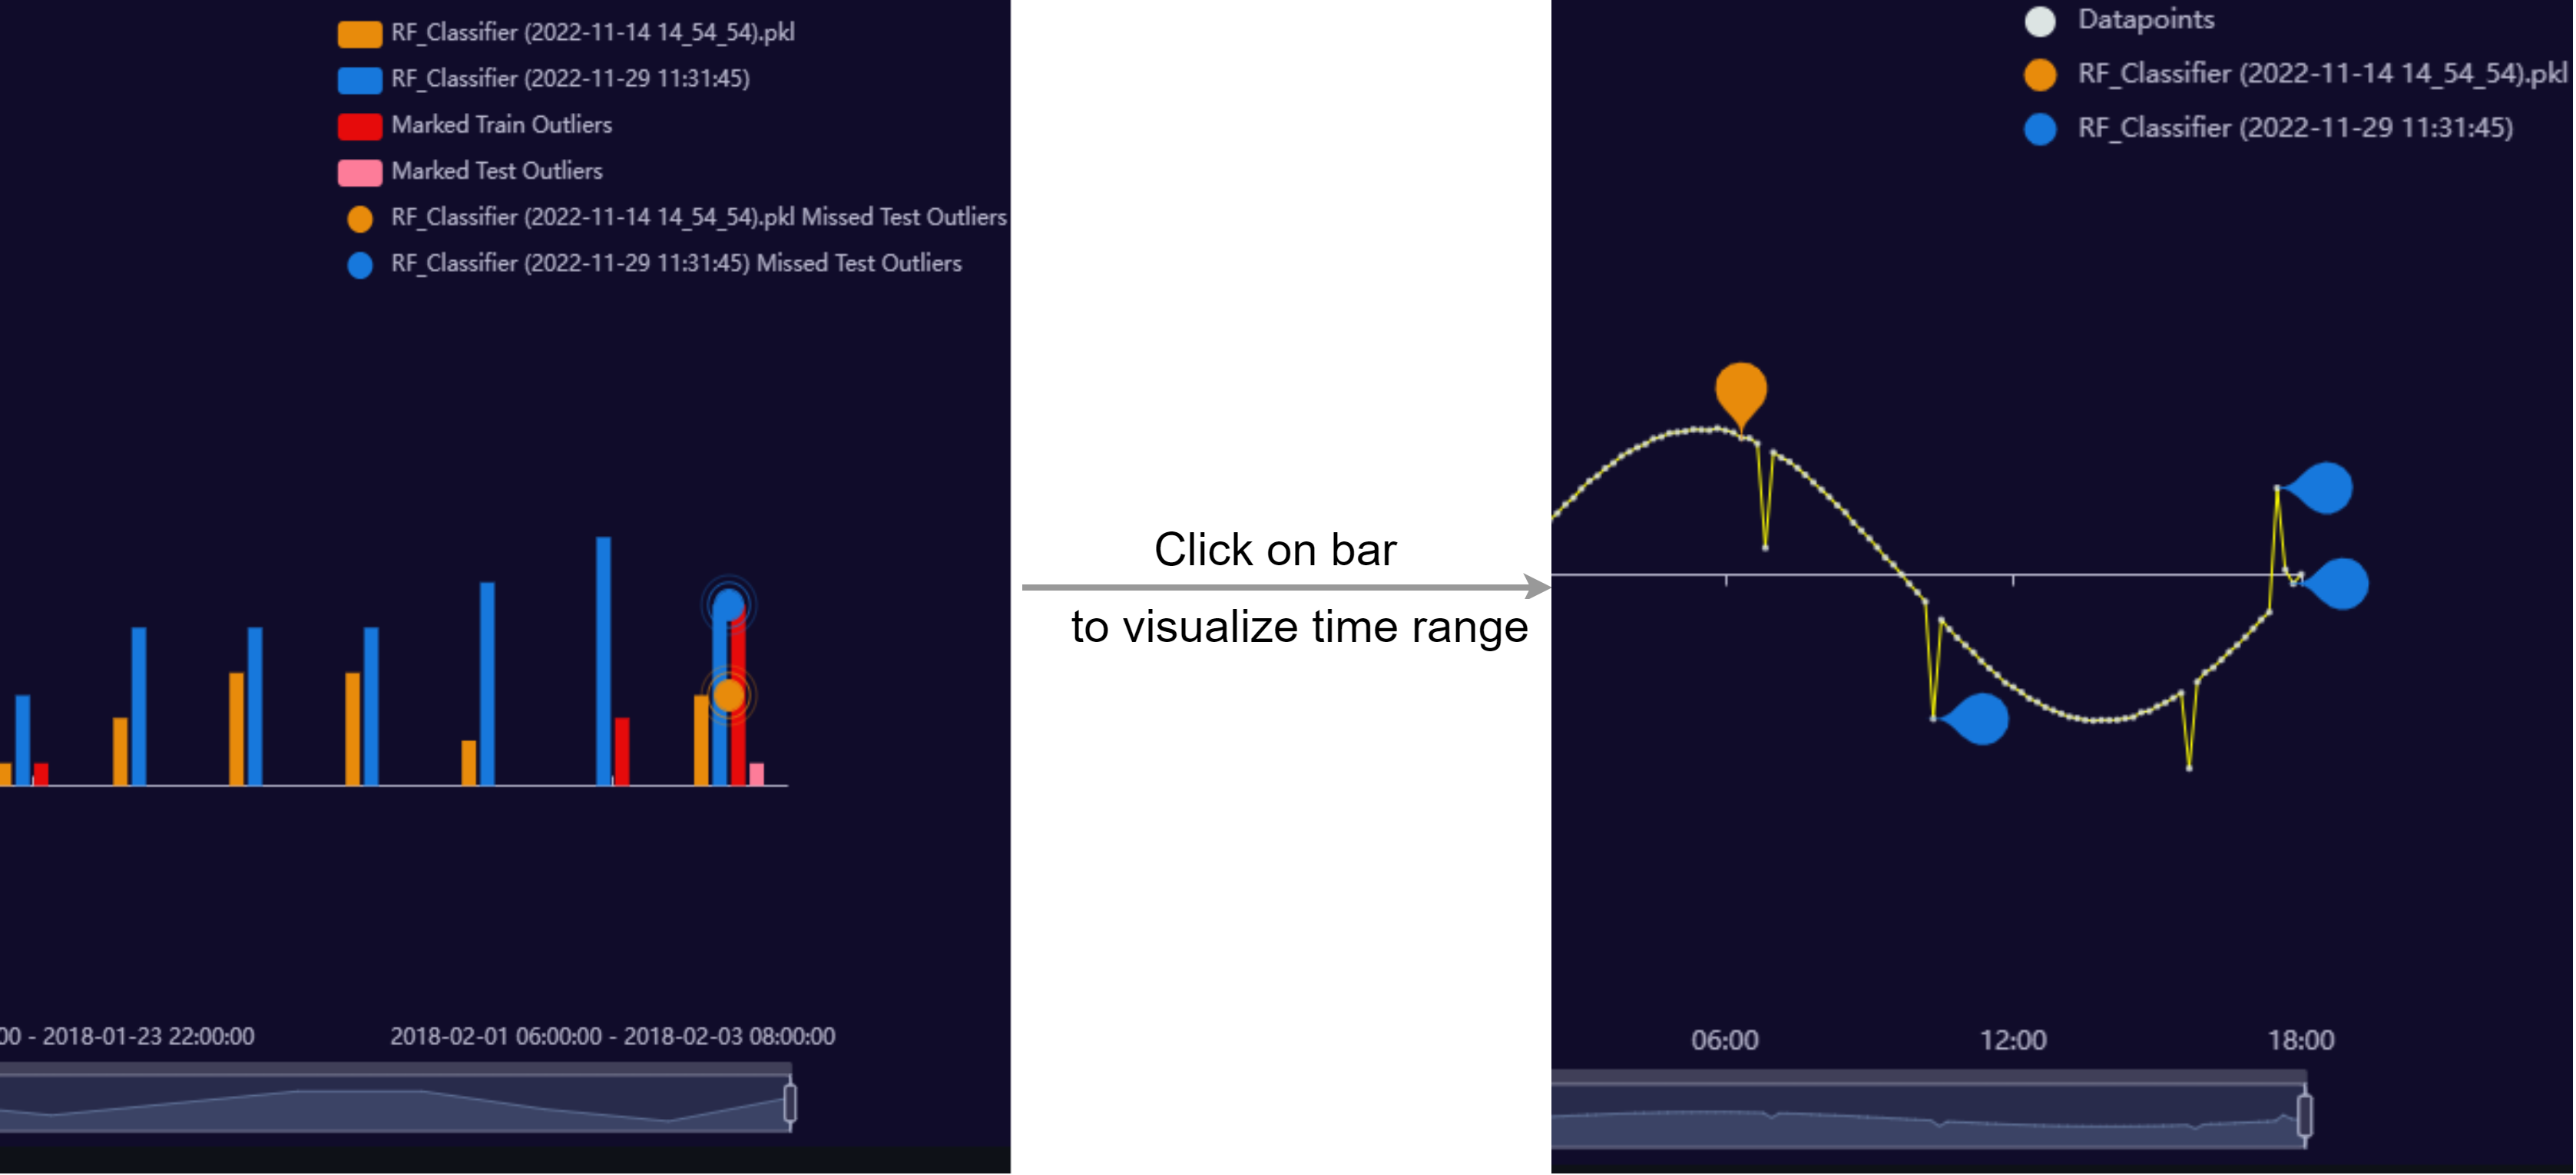 RF_Classifier (2022-11-14 14_54_54).pkl
RF_Classifier (2022-11-29 11:31:45)
Marked Train Outliers
Marked Test Outliers
RF_Classifier (2022-11-14 14_54_54).pkl Missed Test Outliers
RF_Classifier (2022-11-29 11:31:45) Missed Test Outliers
00 - 2018-01-23 22:00:00
2018-02-01 06:00:00 - 2018-02-03 08:00:00
Click on bar
to visualize time range
Datapoints
RF_Classifier (2022-11-14 14_54_54).pkl
RF_Classifier (2022-11-29 11:31:45)
06:00
12:00
18:00